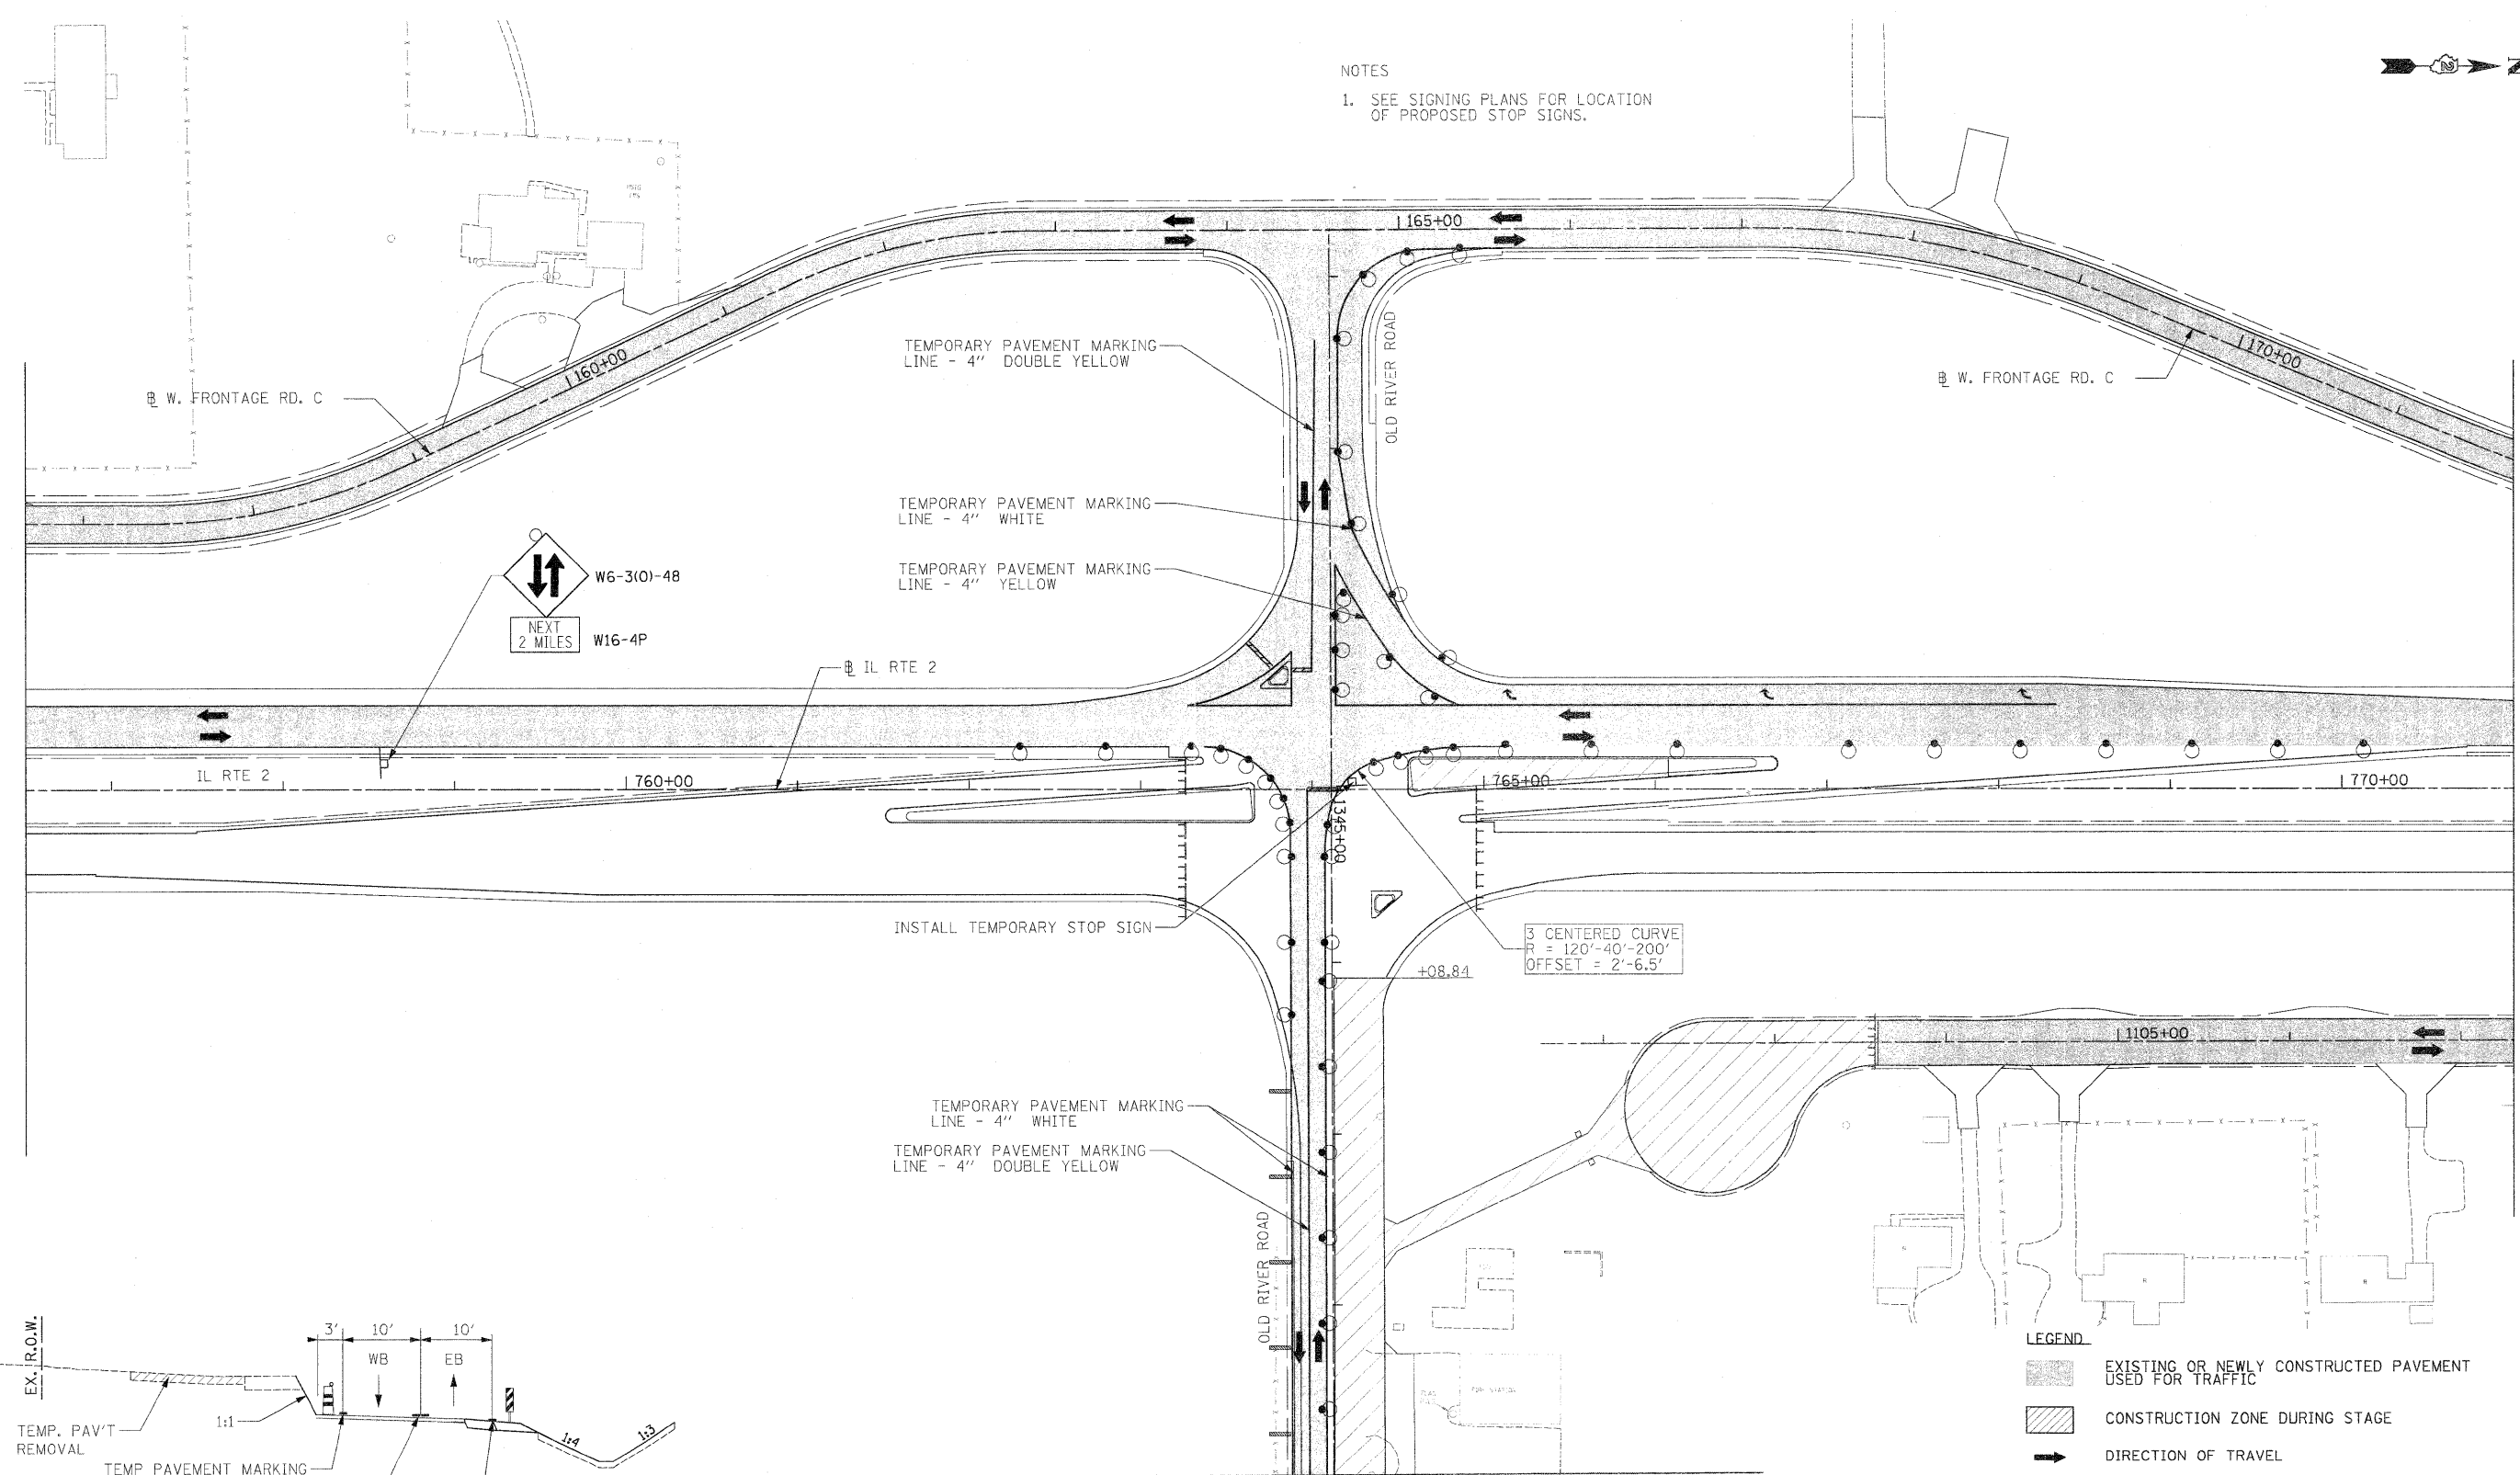 NOTES
1. SEE SIGNING PLANS FOR LOCATION
OF PROPOSED STOP SIGNS.
2
165+00
160+00
170+00
TEMPORARY PAVEMENT MARKING
LINE - 4" DOUBLE YELLOW
OLD RIVER ROAD
℄ W. FRONTAGE RD. C
℄ W. FRONTAGE RD. C
TEMPORARY PAVEMENT MARKING
LINE - 4" WHITE
TEMPORARY PAVEMENT MARKING
LINE - 4" YELLOW
W6-3(O)-48
NEXT
2 MILES
W16-4P
℄ IL RTE 2
IL RTE 2
760+00
765+00
770+00
1345+00
INSTALL TEMPORARY STOP SIGN
3 CENTERED CURVE
R = 120'-40'-200'
OFFSET = 2'-6.5'
+08.84
1105+00
TEMPORARY PAVEMENT MARKING
LINE - 4" WHITE
TEMPORARY PAVEMENT MARKING
LINE - 4" DOUBLE YELLOW
OLD RIVER ROAD
EX. R.O.W.
3' 10' 10'
WB EB
1:1
1:4
1:3
TEMP. PAV'T
REMOVAL
TEMP PAVEMENT MARKING
R
R
LEGEND
EXISTING OR NEWLY CONSTRUCTED PAVEMENT
USED FOR TRAFFIC
CONSTRUCTION ZONE DURING STAGE
DIRECTION OF TRAVEL